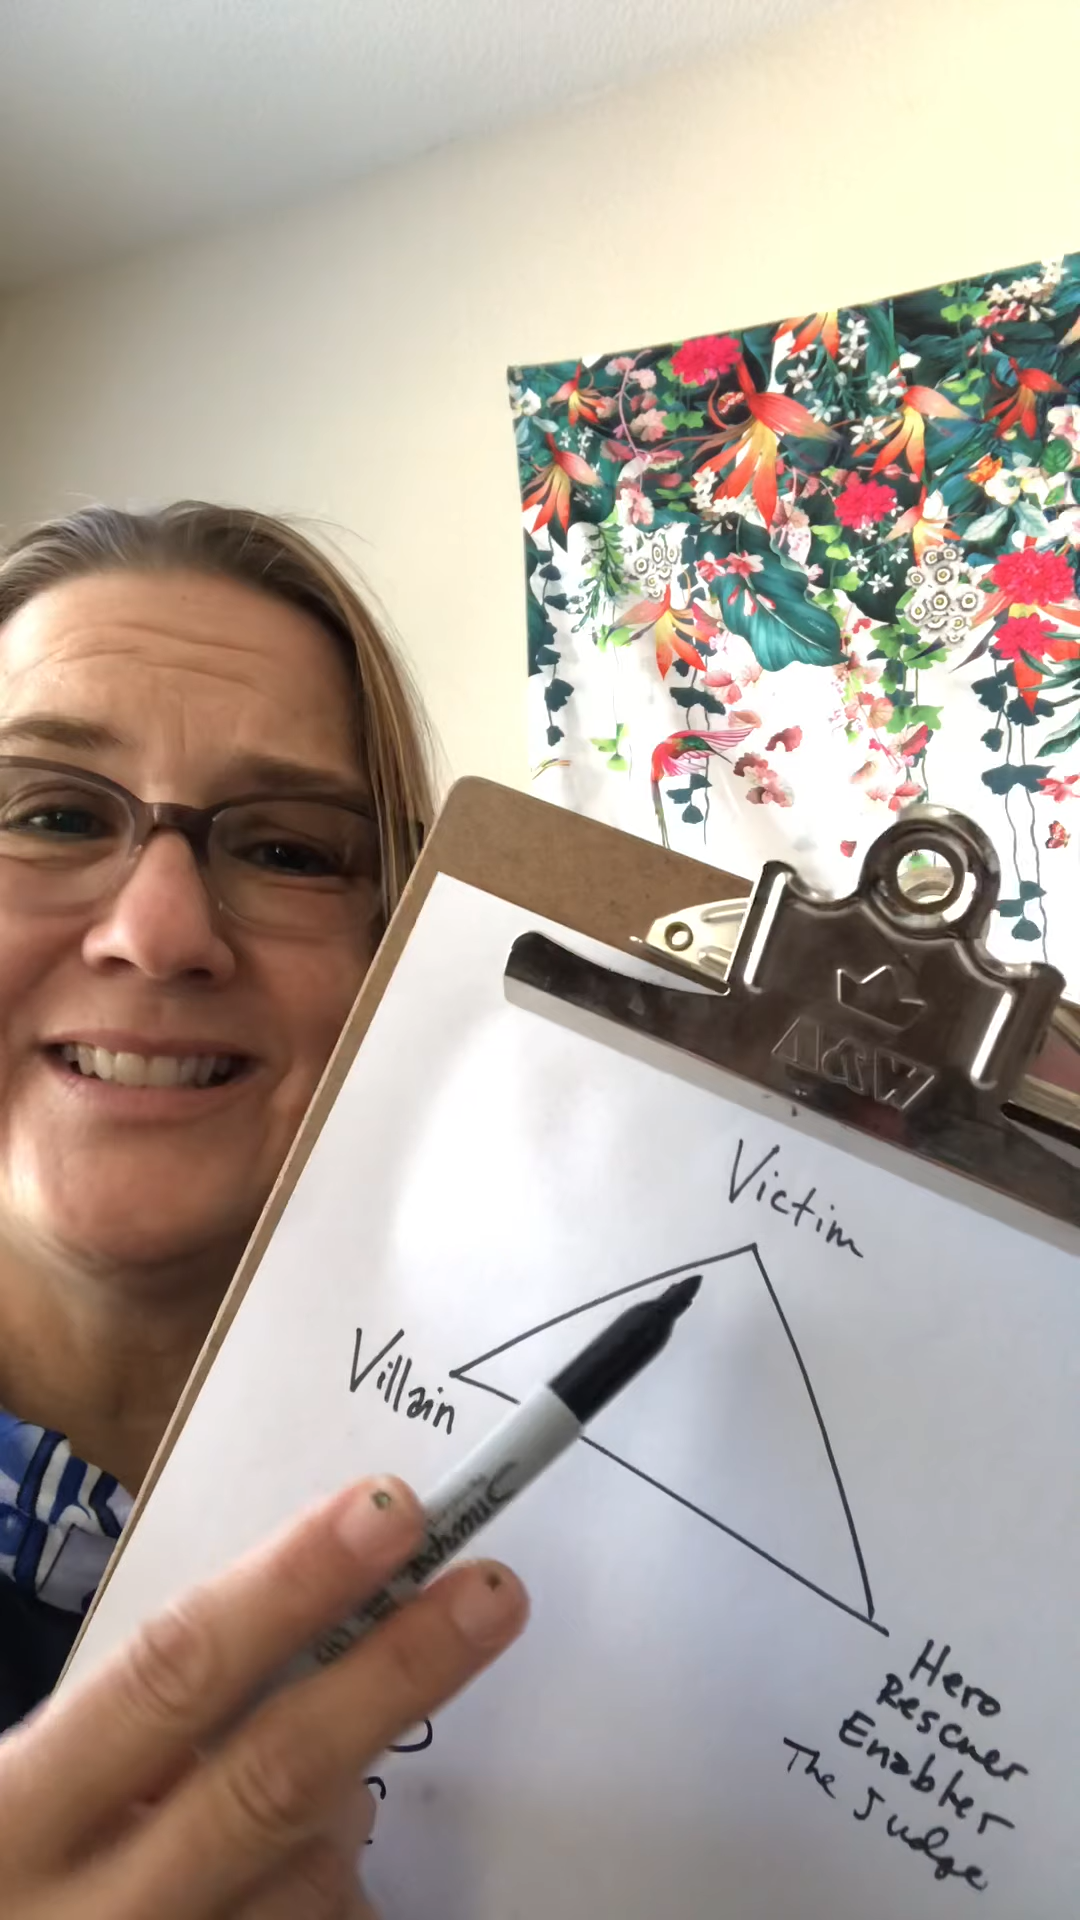 A&W
Victim
Villain
Hero
Rescuer
Enabler
The Judge